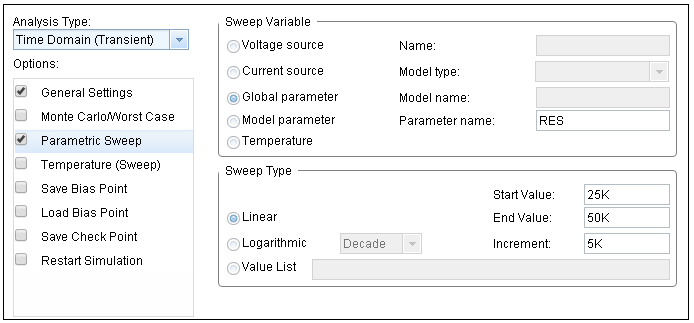 Analysis Type:
Time Domain (Transient)
Options:
General Settings
Monte Carlo/Worst Case
Parametric Sweep
Temperature (Sweep)
Save Bias Point
Load Bias Point
Save Check Point
Restart Simulation
Sweep Variable
Voltage source Name:
Current source Model type:
Global parameter Model name:
Model parameter Parameter name: RES
Temperature
Sweep Type
Start Value: 25K
Linear End Value: 50K
Logarithmic Decade Increment: 5K
Value List